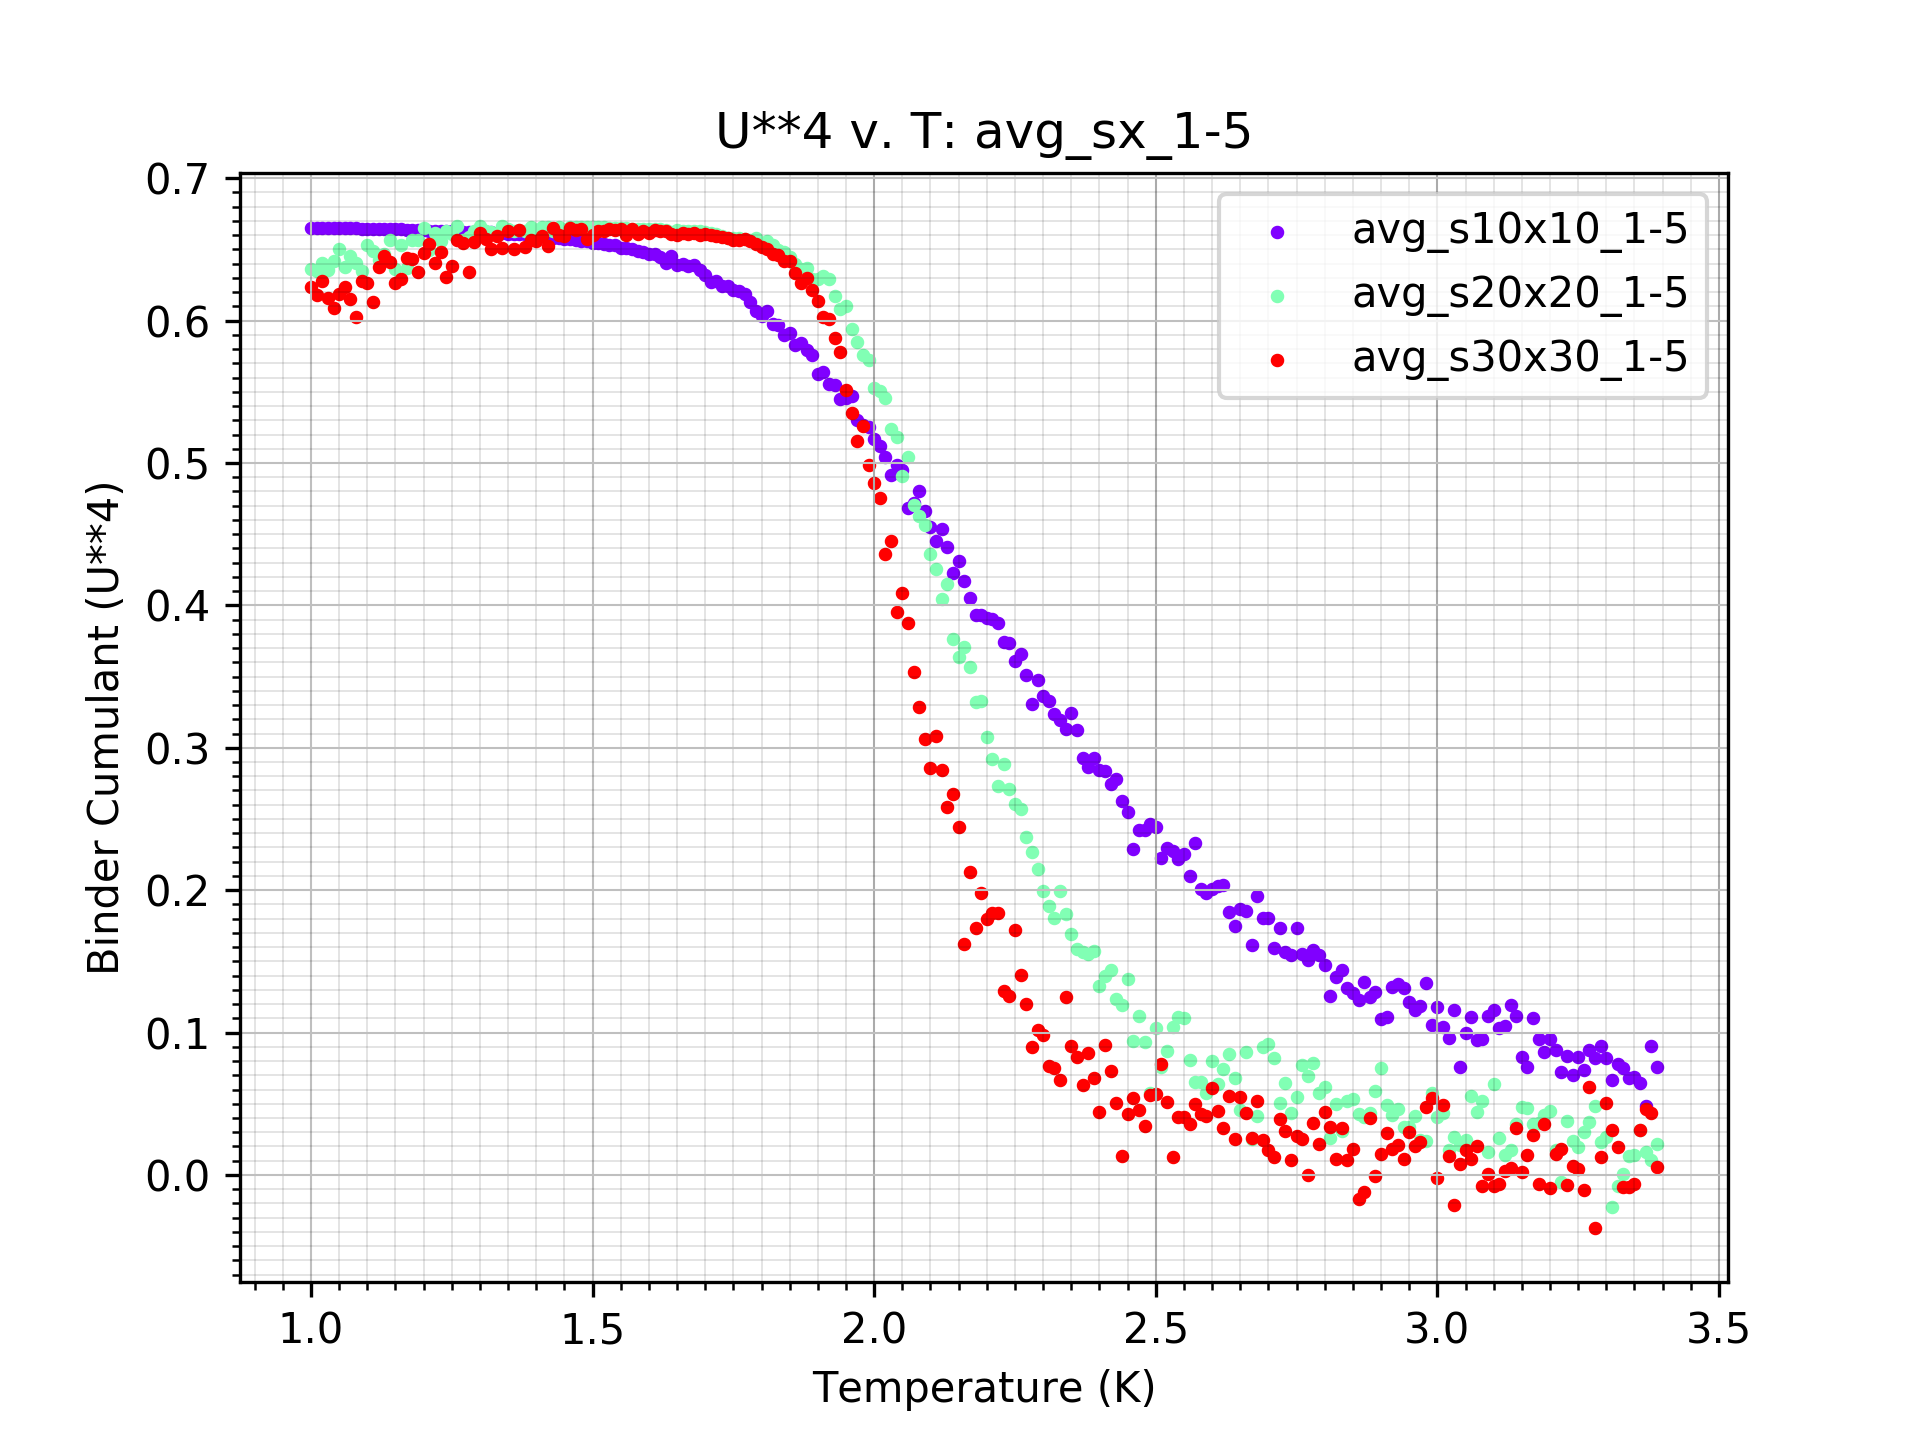 U**4 v. T: avg_sx_1-5
avg_s10x10_1-5
avg_s20x20_1-5
avg_s30x30_1-5
Binder Cumulant (U**4)
0.7
0.6
0.5
0.4
0.3
0.2
0.1
0.0
1.0 1.5 2.0 2.5 3.0 3.5
Temperature (K)